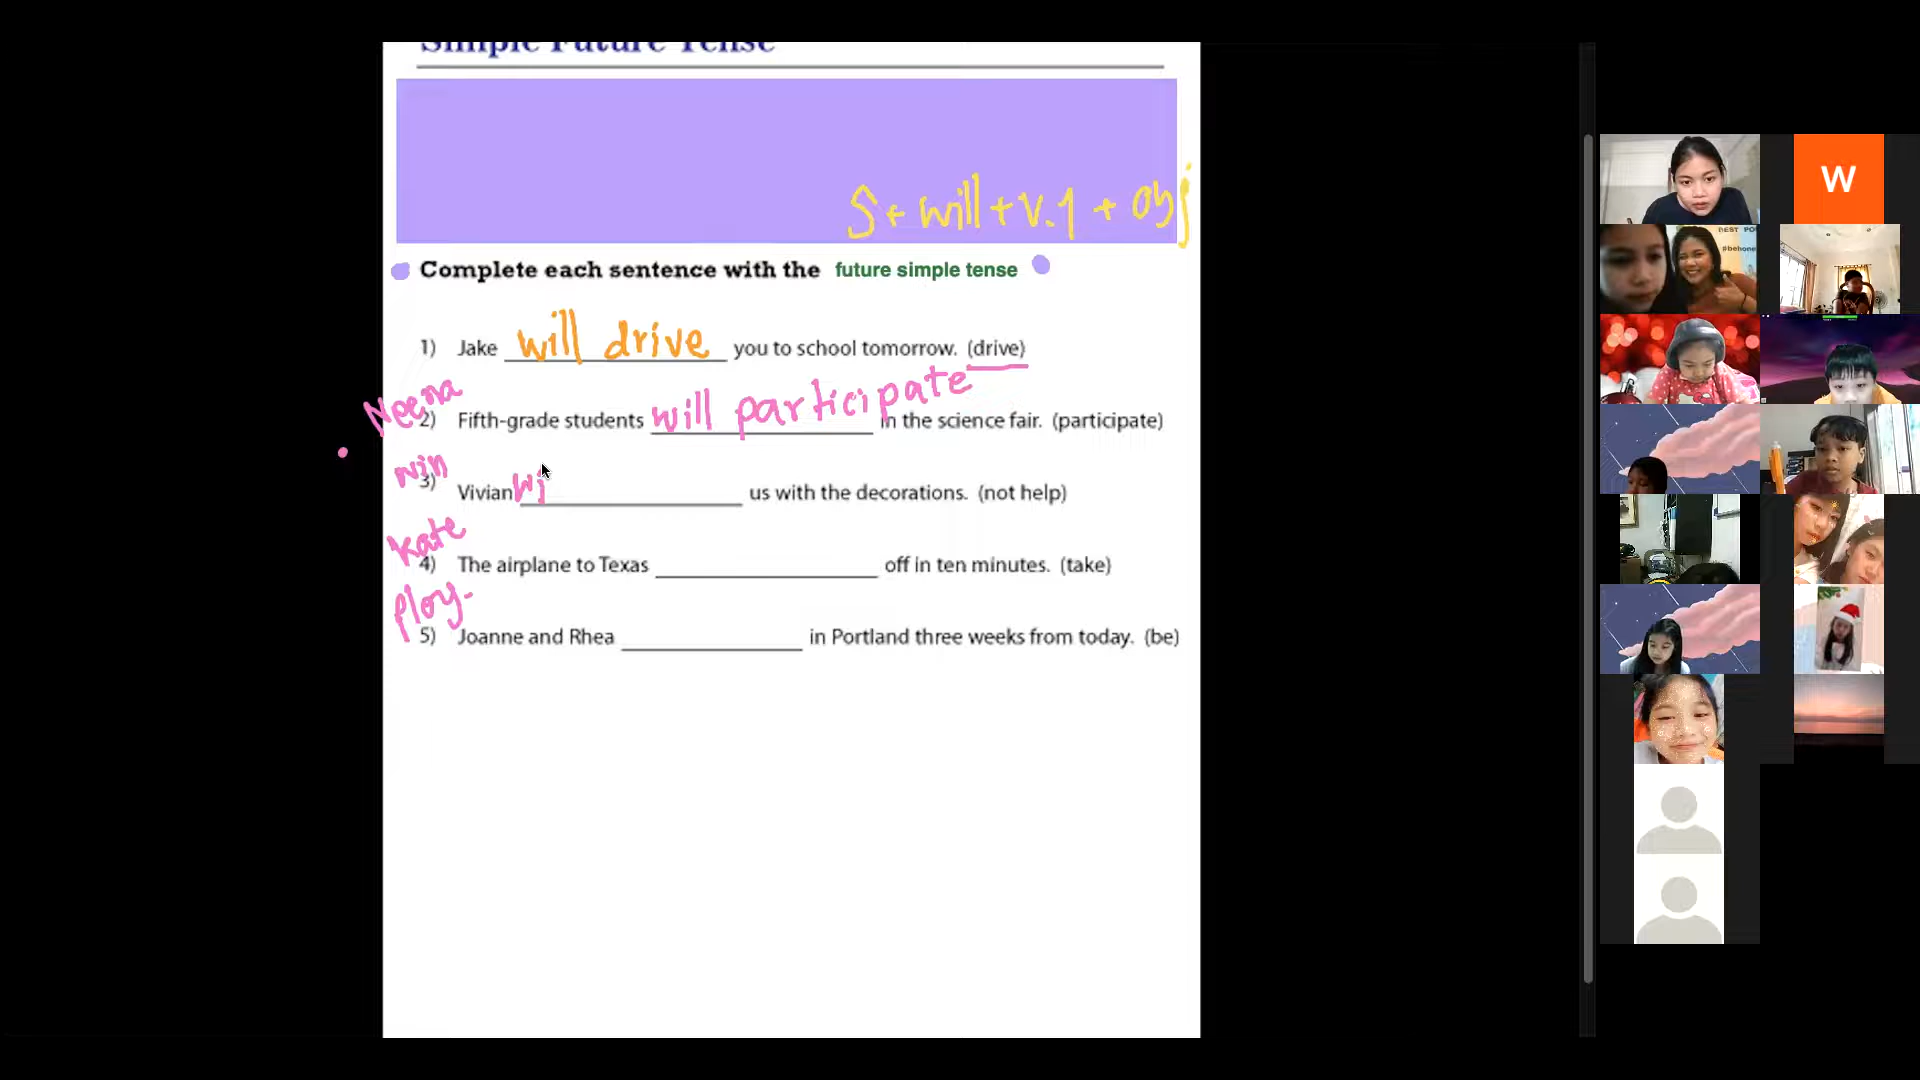 Simple Future Tense
S + will + V.1 + obj
Complete each sentence with the future simple tense
1) Jake will drive you to school tomorrow. (drive)
Neena
2) Fifth-grade students will participate in the science fair. (participate)
nin
3) Vivian wi us with the decorations. (not help)
kate
4) The airplane to Texas off in ten minutes. (take)
ploy.
5) Joanne and Rhea in Portland three weeks from today. (be)
W
BEST
#behone